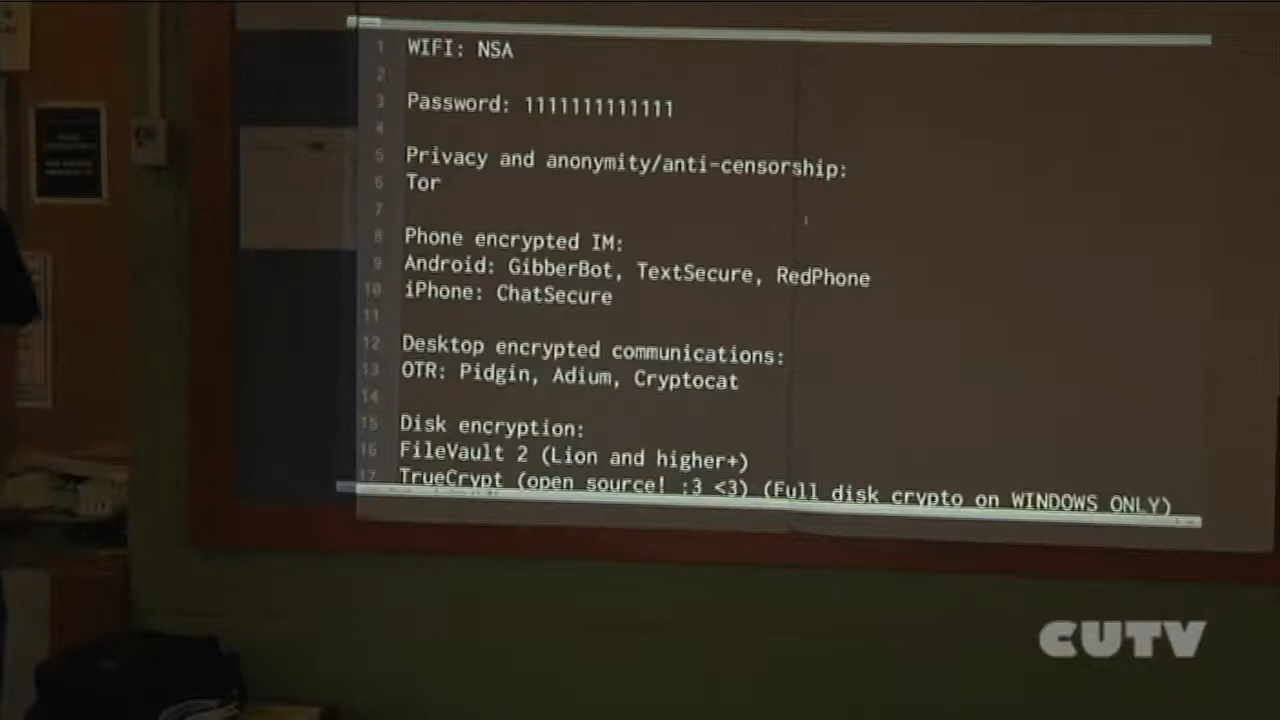 1 WIFI: NSA
2
3 Password: 1111111111111
4
5 Privacy and anonymity/anti-censorship:
6 Tor
7
8 Phone encrypted IM:
9 Android: GibberBot, TextSecure, RedPhone
10 iPhone: ChatSecure
11
12 Desktop encrypted communications:
13 OTR: Pidgin, Adium, Cryptocat
14
15 Disk encryption:
16 FileVault 2 (Lion and higher+)
17 TrueCrypt (open source! :3 <3) (Full disk crypto on WINDOWS ONLY)
CUTV